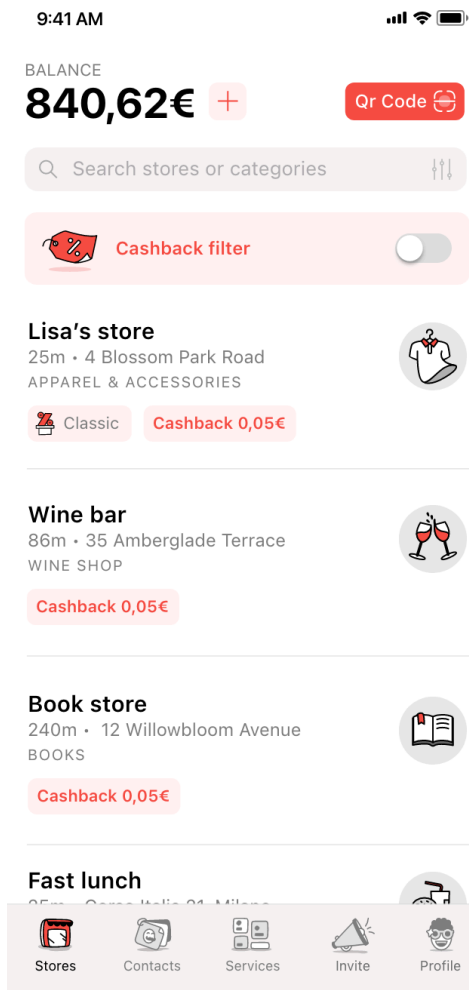 9:41 AM
BALANCE
840,62€ +
Qr Code
Search stores or categories
%
Cashback filter
Lisa’s store
25m • 4 Blossom Park Road
APPAREL & ACCESSORIES
% Classic Cashback 0,05€
Wine bar
86m • 35 Amberglade Terrace
WINE SHOP
Cashback 0,05€
Book store
240m • 12 Willowbloom Avenue
BOOKS
Cashback 0,05€
Fast lunch
Stores Contacts Services Invite Profile